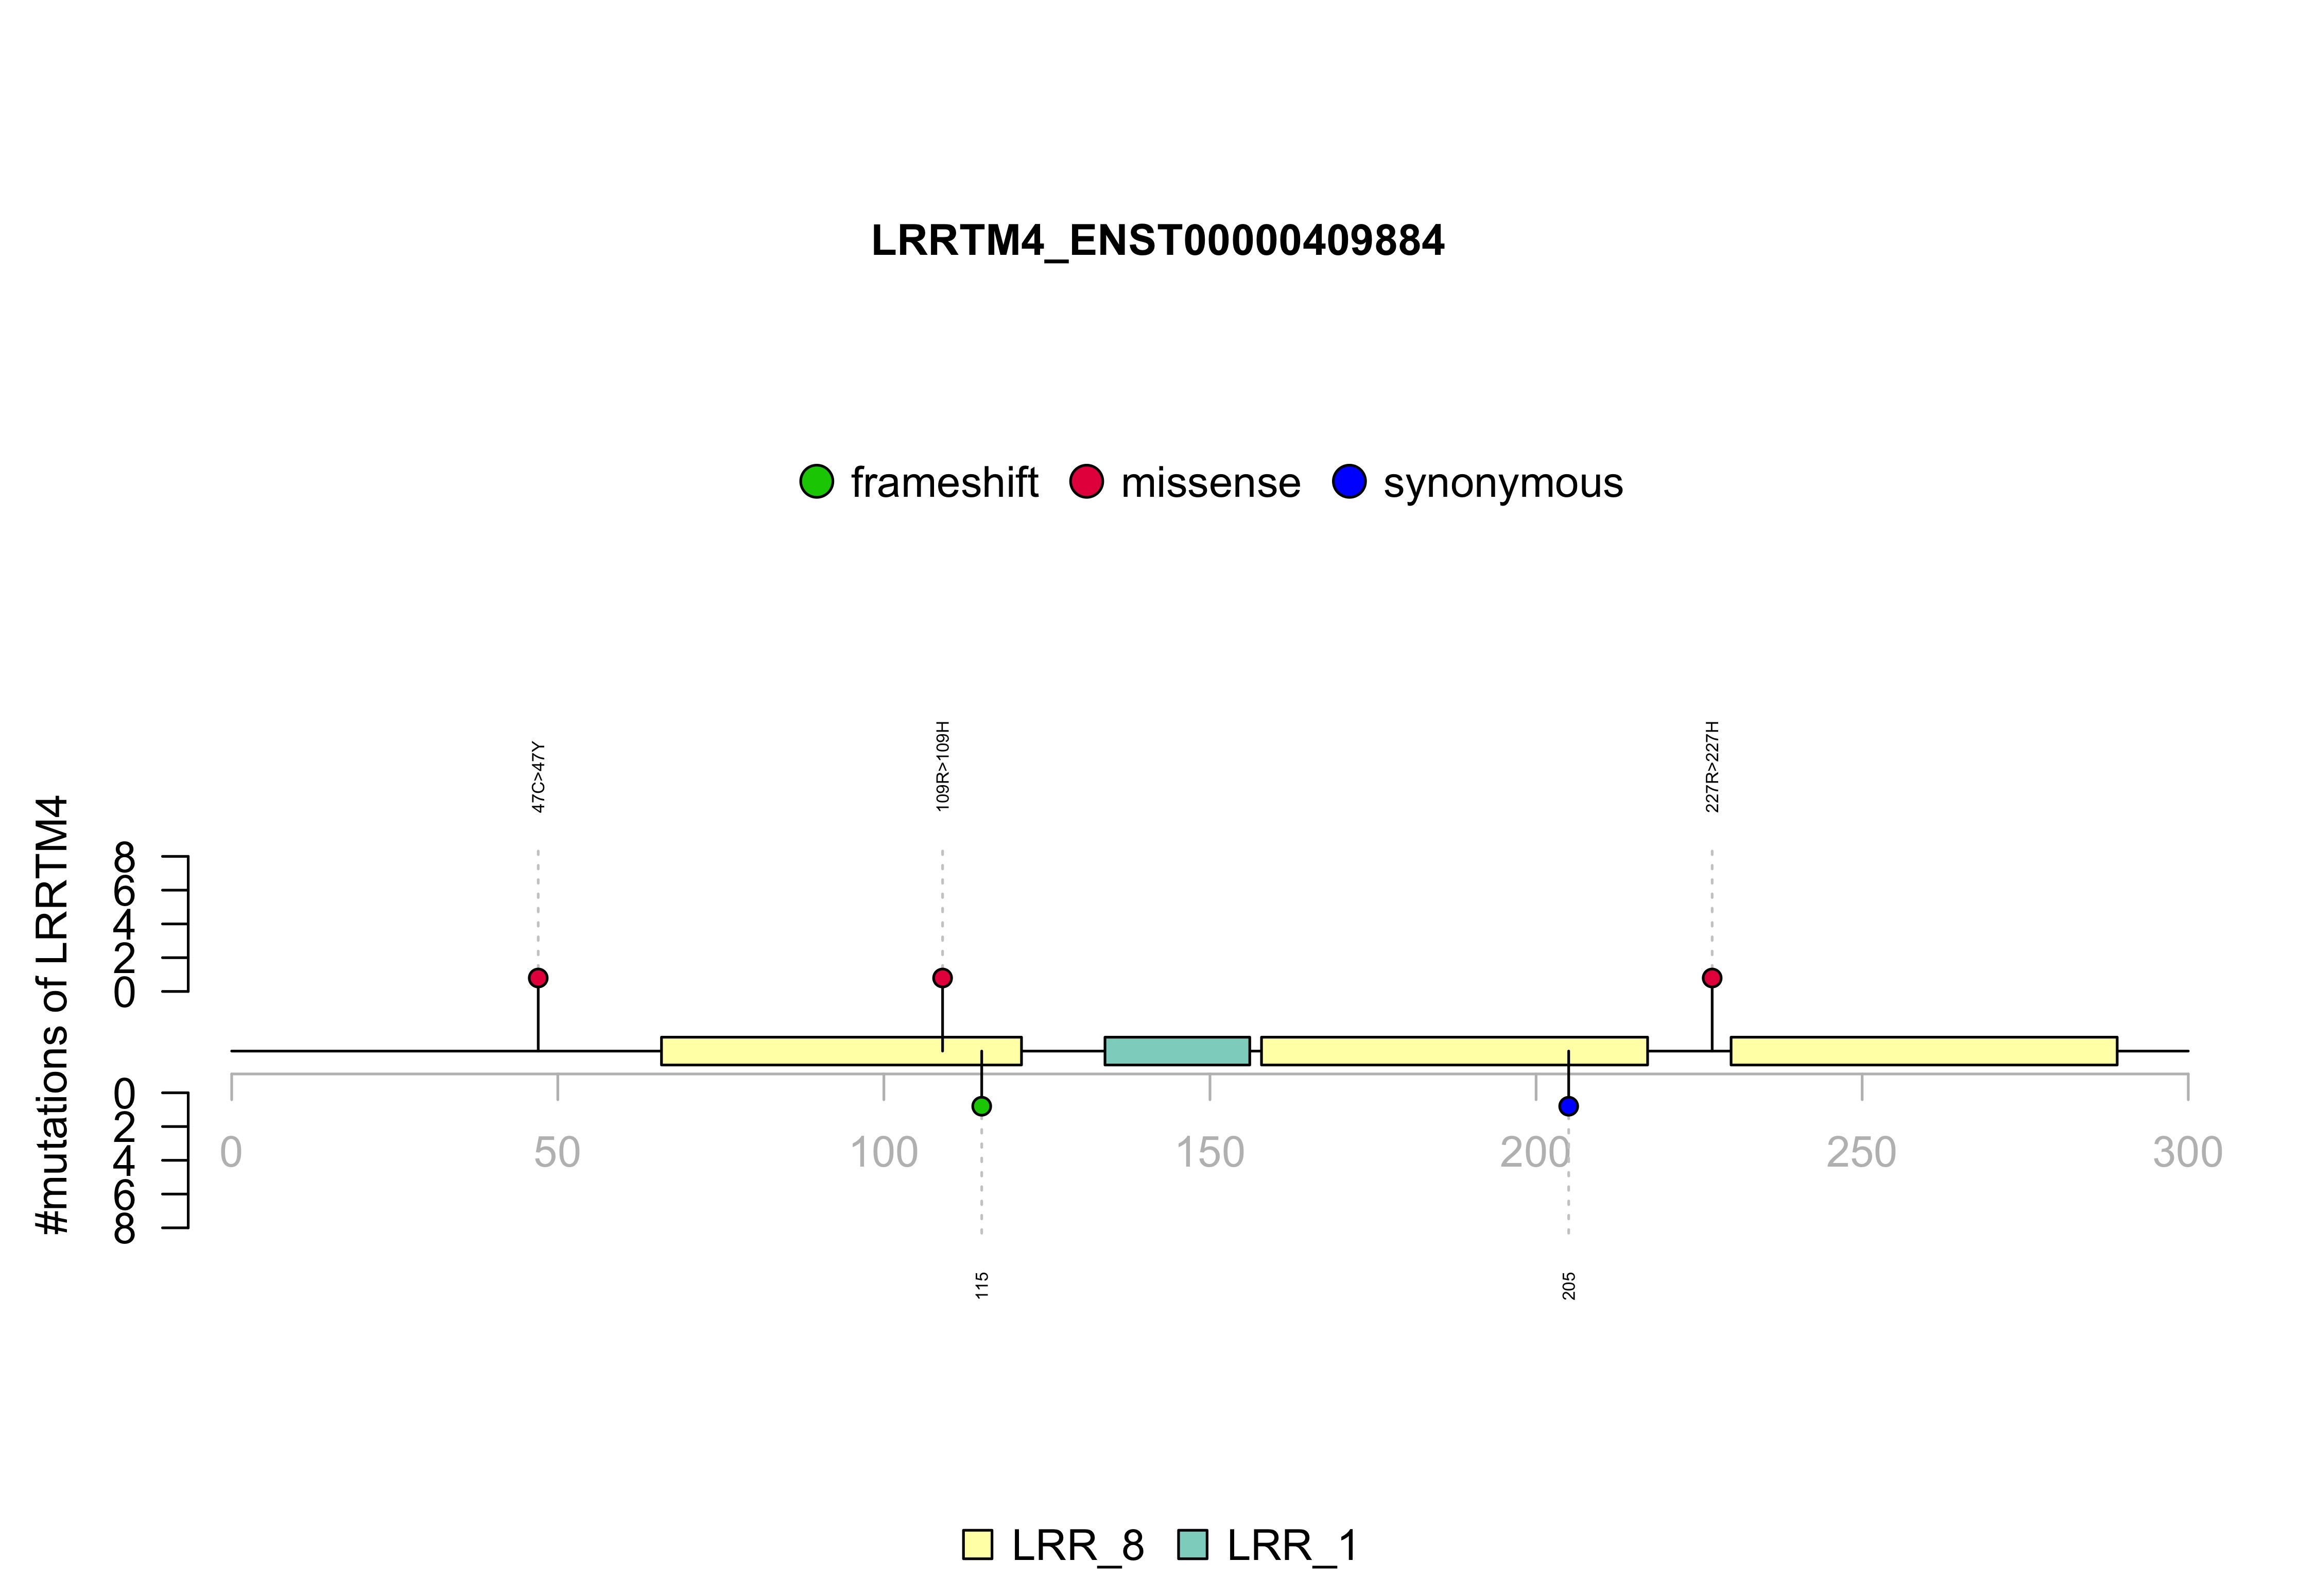 LRRTM4_ENST00000409884
frameshift missense synonymous
47C>47Y 109R>109H 227R>227H
#mutations of LRRTM4
8
6
4
2
0
0
2
4
6
8
0 50 100 150 200 250 300
115 205
LRR_8 LRR_1